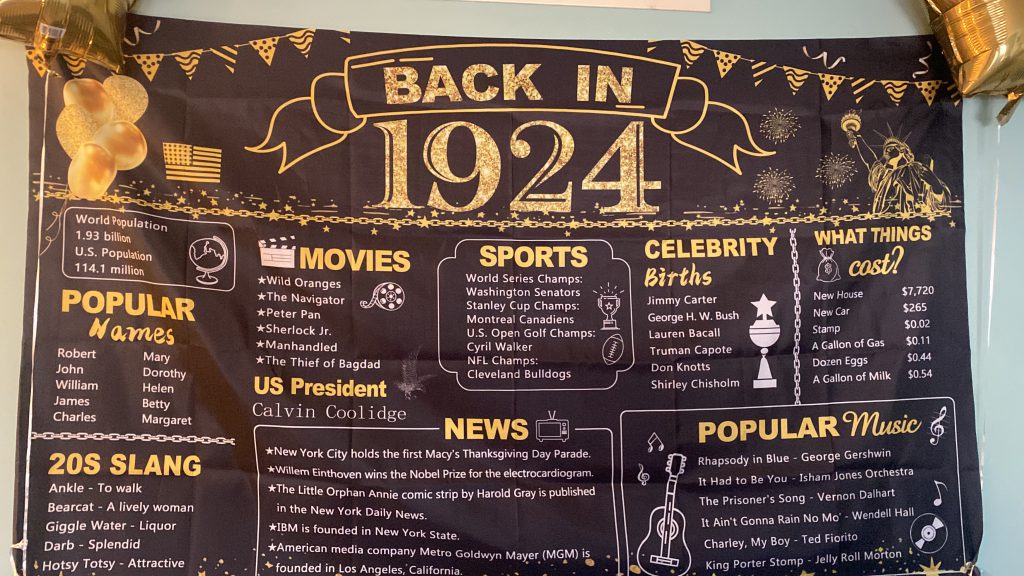 BACK IN
1924
World Population
1.93 billion
U.S. Population
114.1 million
POPULAR
Names
Robert Mary
John Dorothy
William Helen
James Betty
Charles Margaret
20S SLANG
Ankle - To walk
Bearcat - A lively woman
Giggle Water - Liquor
Darb - Splendid
Hotsy Totsy - Attractive
MOVIES
★Wild Oranges
★The Navigator
★Peter Pan
★Sherlock Jr.
★Manhandled
★The Thief of Bagdad
US President
Calvin Coolidge
SPORTS
World Series Champs:
Washington Senators
Stanley Cup Champs:
Montreal Canadiens
U.S. Open Golf Champs:
Cyril Walker
NFL Champs:
Cleveland Bulldogs
CELEBRITY
Births
Jimmy Carter
George H. W. Bush
Lauren Bacall
Truman Capote
Don Knotts
Shirley Chisholm
WHAT THINGS
cost?
New House $7,720
New Car $265
Stamp $0.02
A Gallon of Gas $0.11
Dozen Eggs $0.44
A Gallon of Milk $0.54
NEWS
★New York City holds the first Macy's Thanksgiving Day Parade.
★Willem Einthoven wins the Nobel Prize for the electrocardiogram.
★The Little Orphan Annie comic strip by Harold Gray is published
in the New York Daily News.
★IBM is founded in New York State.
★American media company Metro Goldwyn Mayer (MGM) is
founded in Los Angeles, California.
POPULAR Music
Rhapsody in Blue - George Gershwin
It Had to Be You - Isham Jones Orchestra
The Prisoner's Song - Vernon Dalhart
It Ain't Gonna Rain No Mo' - Wendell Hall
Charley, My Boy - Ted Fiorito
King Porter Stomp - Jelly Roll Morton